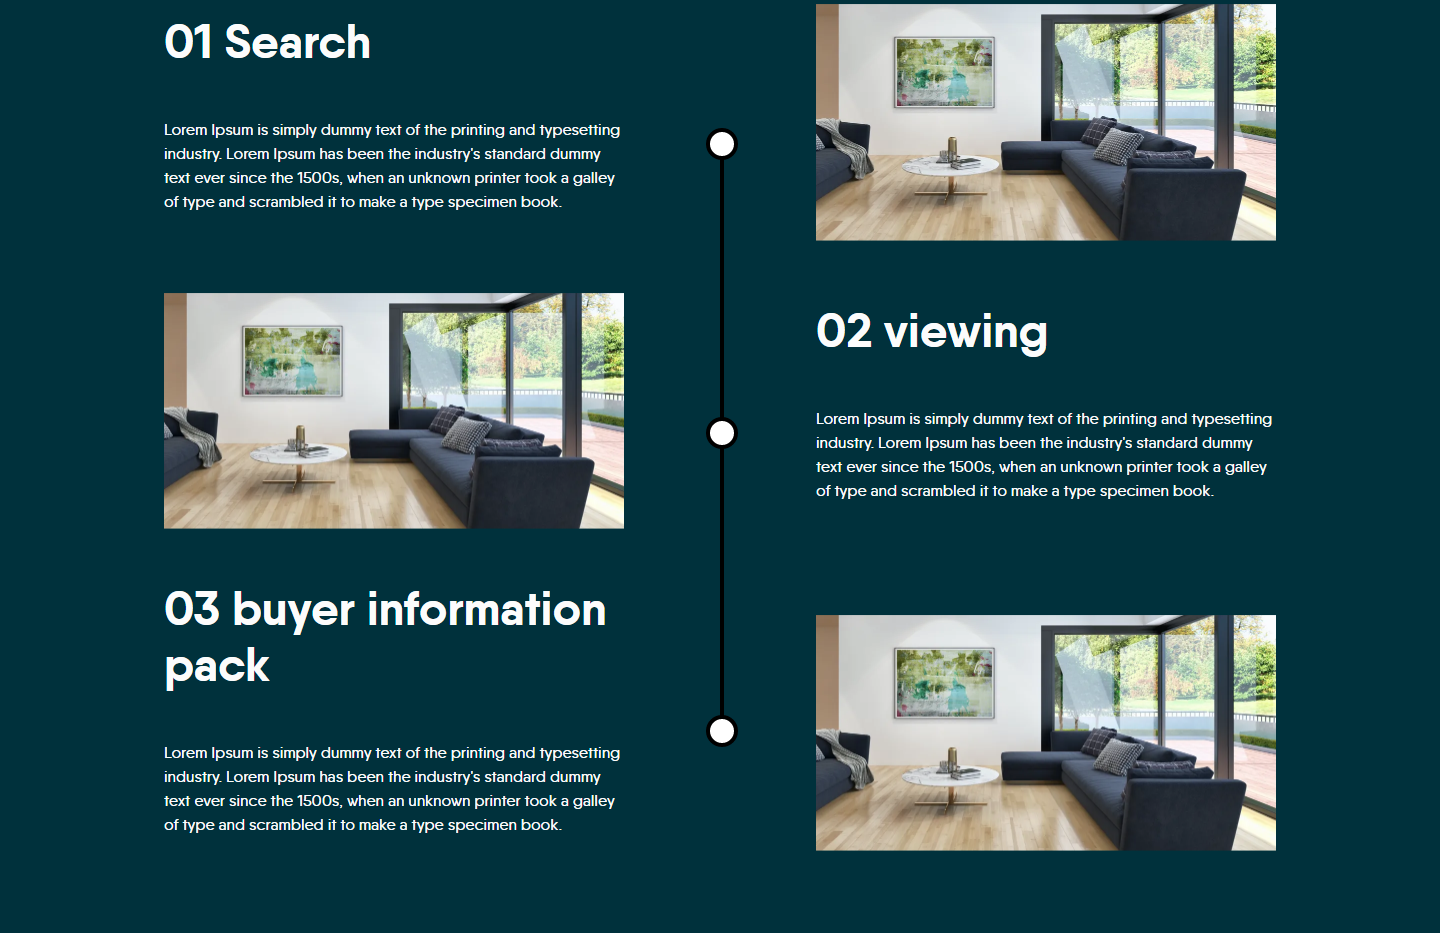 01 Search
Lorem Ipsum is simply dummy text of the printing and typesetting
industry. Lorem Ipsum has been the industry's standard dummy
text ever since the 1500s, when an unknown printer took a galley
of type and scrambled it to make a type specimen book.
02 viewing
Lorem Ipsum is simply dummy text of the printing and typesetting
industry. Lorem Ipsum has been the industry's standard dummy
text ever since the 1500s, when an unknown printer took a galley
of type and scrambled it to make a type specimen book.
03 buyer information
pack
Lorem Ipsum is simply dummy text of the printing and typesetting
industry. Lorem Ipsum has been the industry's standard dummy
text ever since the 1500s, when an unknown printer took a galley
of type and scrambled it to make a type specimen book.